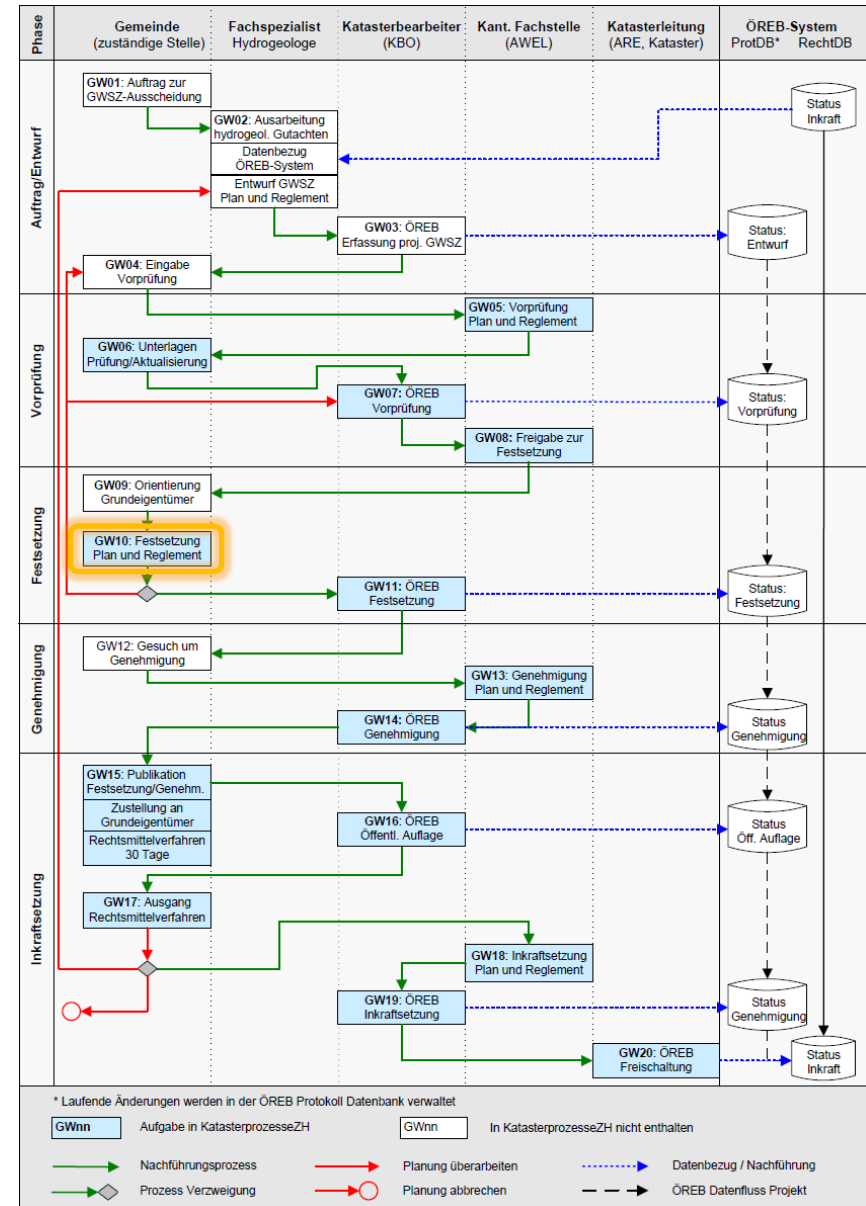 Phase
Gemeinde
(zuständige Stelle)
Fachspezialist
Hydrogeologe
Katasterbearbeiter
(KBO)
Kant. Fachstelle
(AWEL)
Katasterleitung
(ARE, Kataster)
ÖREB-System
ProtDB* RechtDB
Auftrag/Entwurf
GW01: Auftrag zur
GWSZ-Ausscheidung
Status
Inkraft
GW02: Ausarbeitung
hydrogeol. Gutachten
Datenbezug
ÖREB-System
Entwurf GWSZ
Plan und Reglement
GW03: ÖREB
Erfassung proj. GWSZ
Status:
Entwurf
GW04: Eingabe
Vorprüfung
Vorprüfung
GW05: Vorprüfung
Plan und Reglement
GW06: Unterlagen
Prüfung/Aktualisierung
GW07: ÖREB
Vorprüfung
Status:
Vorprüfung
GW08: Freigabe zur
Festsetzung
Festsetzung
GW09: Orientierung
Grundeigentümer
GW10: Festsetzung
Plan und Reglement
GW11: ÖREB
Festsetzung
Status:
Festsetzung
Genehmigung
GW12: Gesuch um
Genehmigung
GW13: Genehmigung
Plan und Reglement
GW14: ÖREB
Genehmigung
Status
Genehmigung
Inkraftsetzung
GW15: Publikation
Festsetzung/Genehm.
Zustellung an
Grundeigentümer
Rechtsmittelverfahren
30 Tage
GW16: ÖREB
Öffentl. Auflage
Status
Öff. Auflage
GW17: Ausgang
Rechtsmittelverfahren
GW18: Inkraftsetzung
Plan und Reglement
GW19: ÖREB
Inkraftsetzung
Status
Genehmigung
GW20: ÖREB
Freischaltung
Status
Inkraft
* Laufende Änderungen werden in der ÖREB Protokoll Datenbank verwaltet
GWnn Aufgabe in KatasterprozesseZH GWnn In KatasterprozesseZH nicht enthalten
Nachführungsprozess Planung überarbeiten Datenbezug / Nachführung
Prozess Verzweigung Planung abbrechen ÖREB Datenfluss Projekt